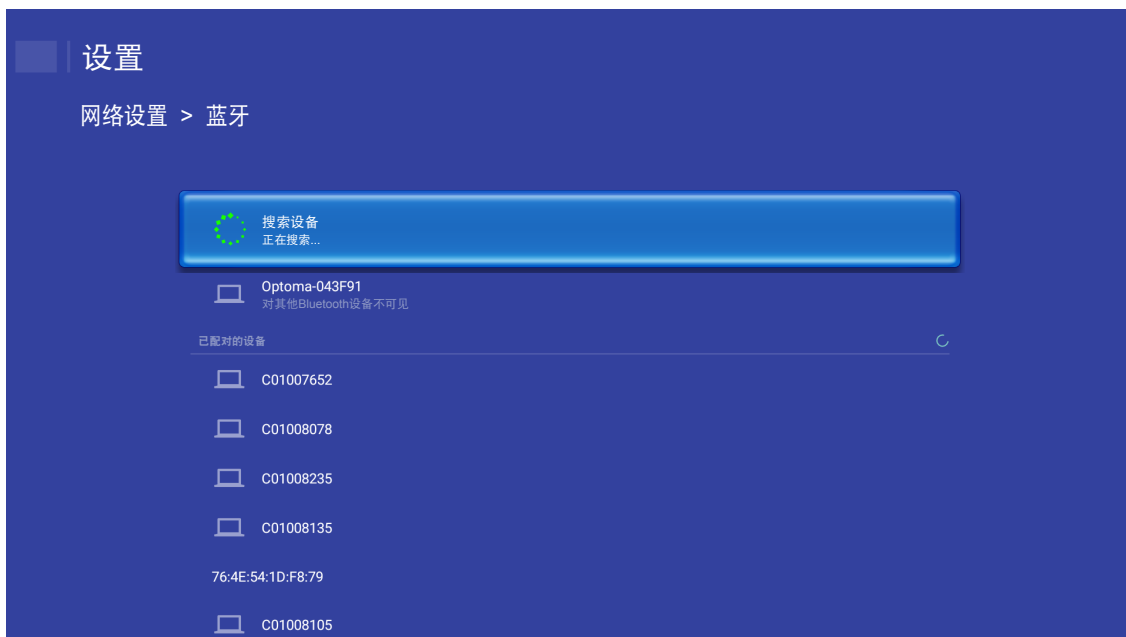 设置
网络设置 > 蓝牙
搜索设备
正在搜索...
Optoma-043F91
对其他Bluetooth设备不可见
已配对的设备
C01007652
C01008078
C01008235
C01008135
76:4E:54:1D:F8:79
C01008105